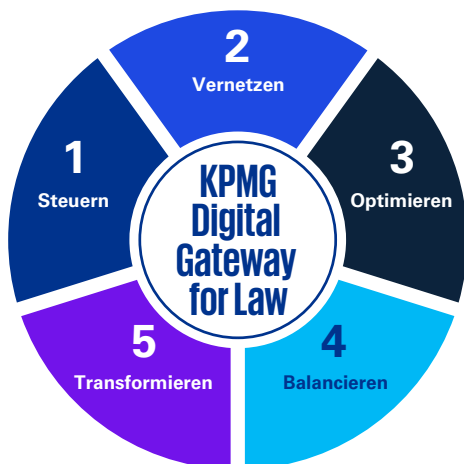 1
Steuern
2
Vernetzen
3
Optimieren
4
Balancieren
5
Transformieren
KPMG
Digital
Gateway
for Law